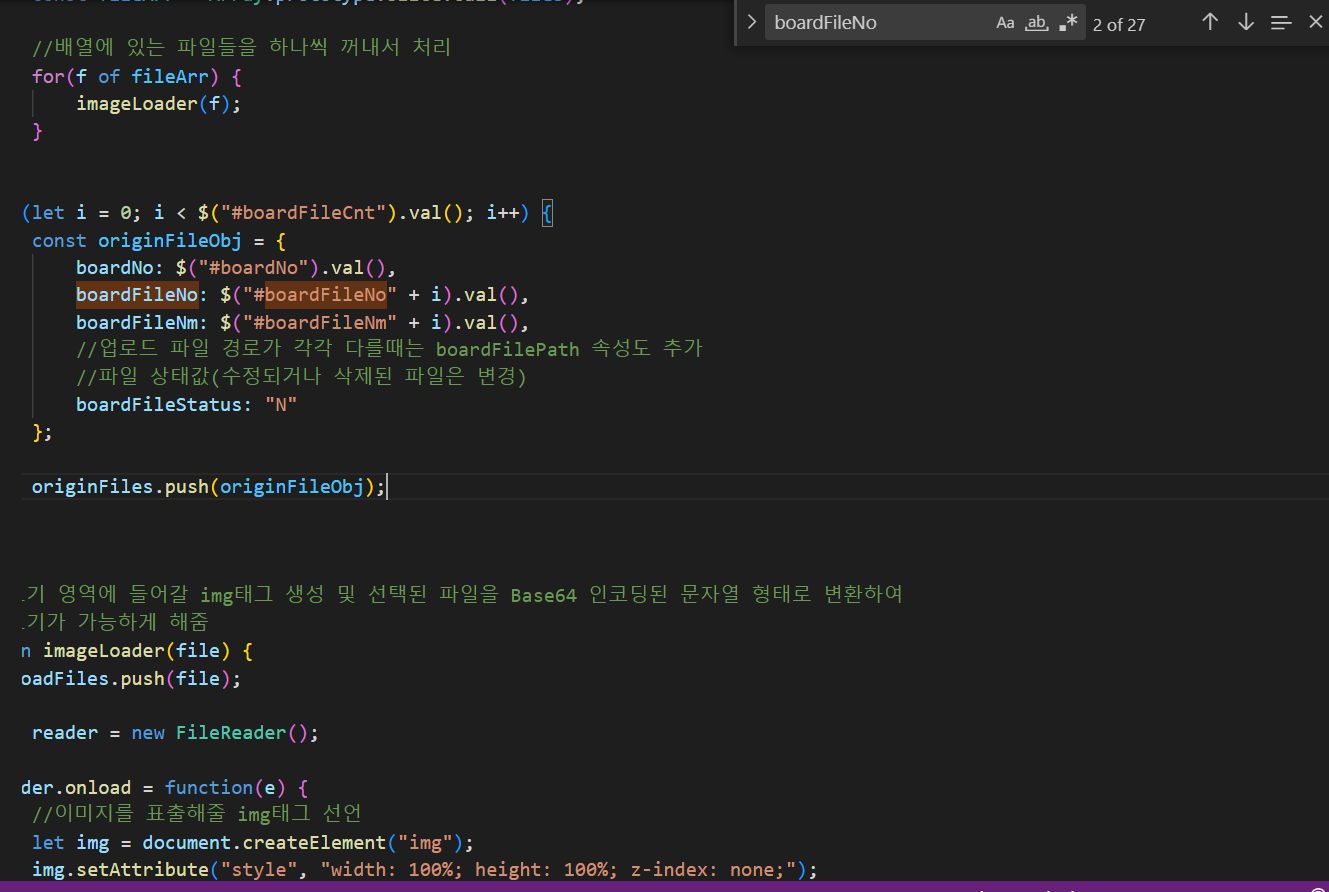 boardFileNo Aa ab 2 of 27
//배열에 있는 파일들을 하나씩 꺼내서 처리
for(f of fileArr) {
imageLoader(f);
}
(let i = 0; i < $("#boardFileCnt").val(); i++) {
const originFileObj = {
boardNo: $("#boardNo").val(),
boardFileNo: $("#boardFileNo" + i).val(),
boardFileNm: $("#boardFileNm" + i).val(),
//업로드 파일 경로가 각각 다를때는 boardFilePath 속성도 추가
//파일 상태값(수정되거나 삭제된 파일은 변경)
boardFileStatus: "N"
};
originFiles.push(originFileObj);
기 영역에 들어갈 img태그 생성 및 선택된 파일을 Base64 인코딩된 문자열 형태로 변환하여
기가 가능하게 해줌
n imageLoader(file) {
oadFiles.push(file);
reader = new FileReader();
der.onload = function(e) {
//이미지를 표출해줄 img태그 선언
let img = document.createElement("img");
img.setAttribute("style", "width: 100%; height: 100%; z-index: none;");